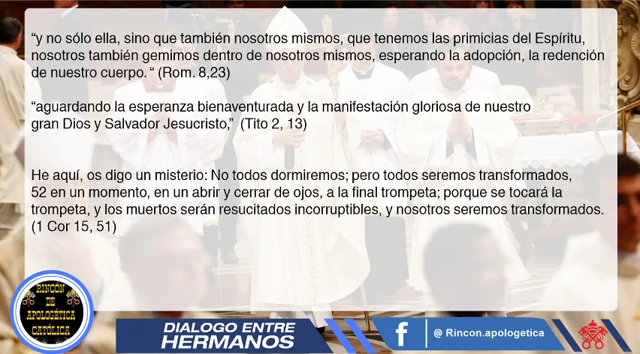 “y no sólo ella, sino que también nosotros mismos, que tenemos las primicias del Espíritu,
nosotros también gemimos dentro de nosotros mismos, esperando la adopción, la redención
de nuestro cuerpo. “ (Rom. 8,23)
“aguardando la esperanza bienaventurada y la manifestación gloriosa de nuestro
gran Dios y Salvador Jesucristo,” (Tito 2, 13)
He aquí, os digo un misterio: No todos dormiremos; pero todos seremos transformados,
52 en un momento, en un abrir y cerrar de ojos, a la final trompeta; porque se tocará la
trompeta, y los muertos serán resucitados incorruptibles, y nosotros seremos transformados.
(1 Cor 15, 51)
RINCÓN
DE
APOLOGÉTICA
CATÓLICA
DIALOGO ENTRE
HERMANOS
f
@ Rincon.apologetica